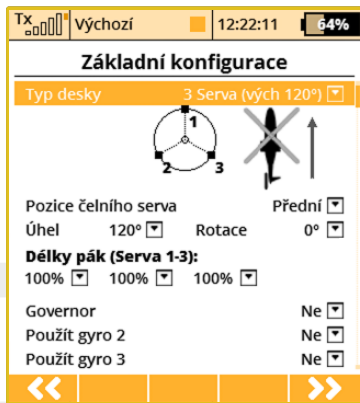 Tx Výchozí 12:22:11 64%
Základní konfigurace
Typ desky 3 Serva (vých 120°)
1
2 3
Pozice čelního serva Přední
Úhel 120° Rotace 0°
Délky pák (Serva 1-3):
100% 100% 100%
Governor Ne
Použít gyro 2 Ne
Použít gyro 3 Ne